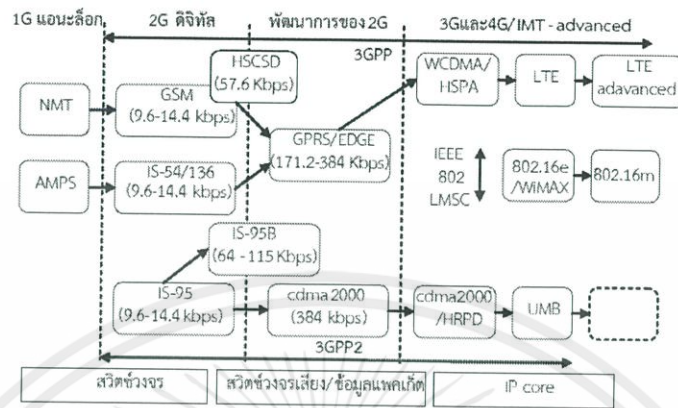 1G แอนะล็อก 2G ดิจิทัล พัฒนาการของ2G 3Gและ4G/IMT - advanced
3GPP
HSCSD
(57.6 Kbps)
NMT
GSM
(9.6-14.4 kbps)
WCDMA/
HSPA
LTE
LTE
adavanced
GPRS/EDGE
(171.2-384 Kbps)
AMPS
IS-54/136
(9.6-14.4 kbps)
IEEE
802
LMSC
802.16e
/WiMAX
802.16m
IS-95B
(64 -115 Kbps)
IS-95
(9.6-14.4 kbps)
cdma2000
(384 kbps)
cdma2000
/HRPD
UMB
3GPP2
สวิตช์วงจร สวิตช์วงจรเสียง/ข้อมูลแพคเก็ต IP core